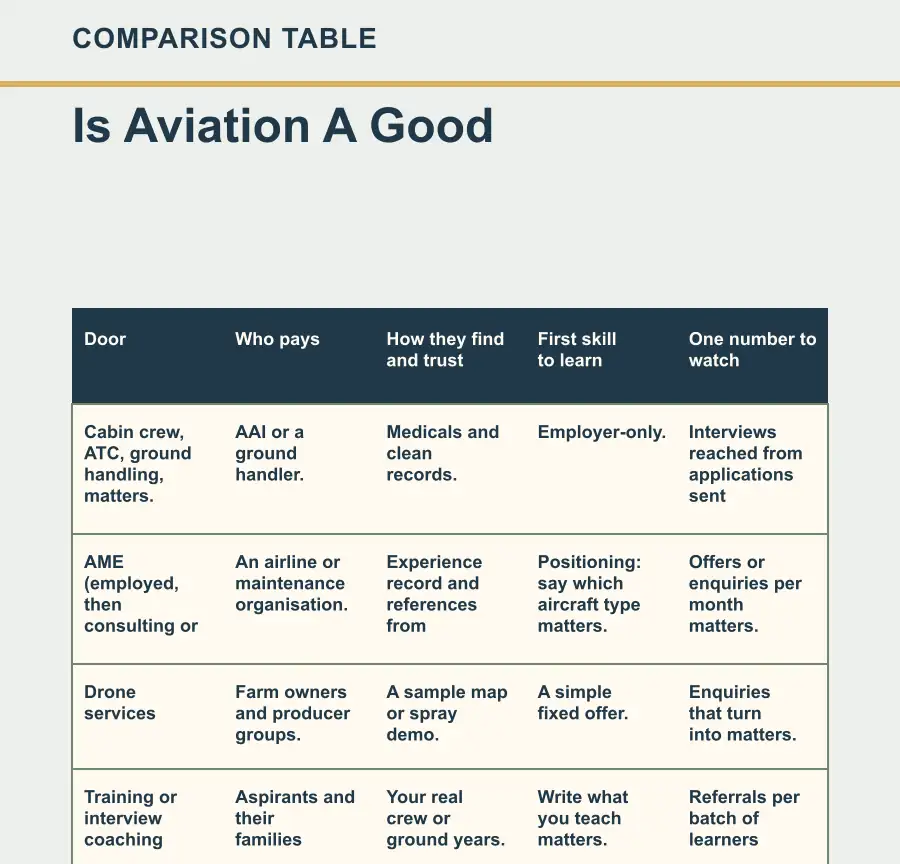 COMPARISON TABLE
Is Aviation A Good
Door
Who pays
How they find
and trust
First skill
to learn
One number to
watch
Cabin crew,
ATC, ground
handling,
matters.
AAI or a
ground
handler.
Medicals and
clean
records.
Employer-only.
Interviews
reached from
applications
sent
AME
(employed,
then
consulting or
An airline or
maintenance
organisation.
Experience
record and
references
from
Positioning:
say which
aircraft type
matters.
Offers or
enquiries per
month
matters.
Drone
services
Farm owners
and producer
groups.
A sample map
or spray
demo.
A simple
fixed offer.
Enquiries
that turn
into matters.
Training or
interview
coaching
Aspirants and
their
families
Your real
crew or
ground years.
Write what
you teach
matters.
Referrals per
batch of
learners